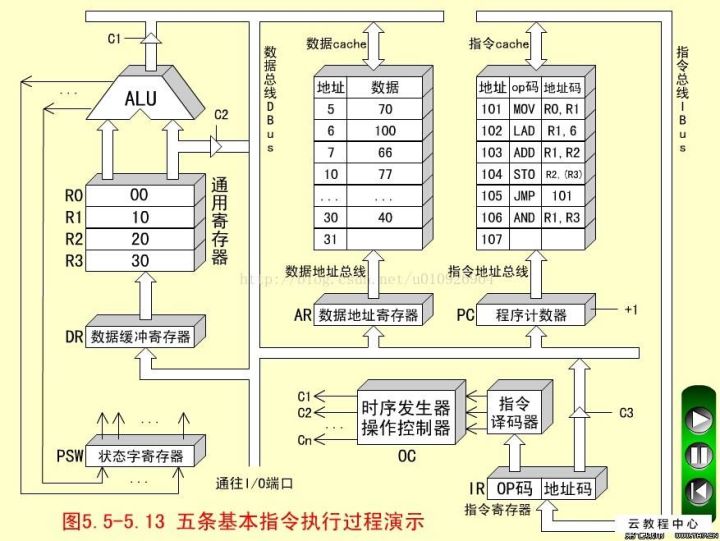 C1
ALU
...
C2
数据总线DBus
数据cache
地址 数据
5 70
6 100
7 66
10 77
... ...
30 40
31
指令cache
地址 op码 地址码
101 MOV R0,R1
102 LAD R1,6
103 ADD R1,R2
104 STO R2,(R3)
105 JMP 101
106 AND R1,R3
107
指令总线IBus
R0 00
R1 10
R2 20
R3 30
通用寄存器
http://blog.csdn.net/u010926964
数据地址总线
指令地址总线
DR 数据缓冲寄存器
AR 数据地址寄存器
PC 程序计数器
+1
C1
C2
...
Cn
时序发生器
操作控制器
OC
指令
译码器
C3
...
PSW 状态字寄存器
通往I/O端口
IR OP码 地址码
指令寄存器
图5.5-5.13 五条基本指令执行过程演示
云教程中心